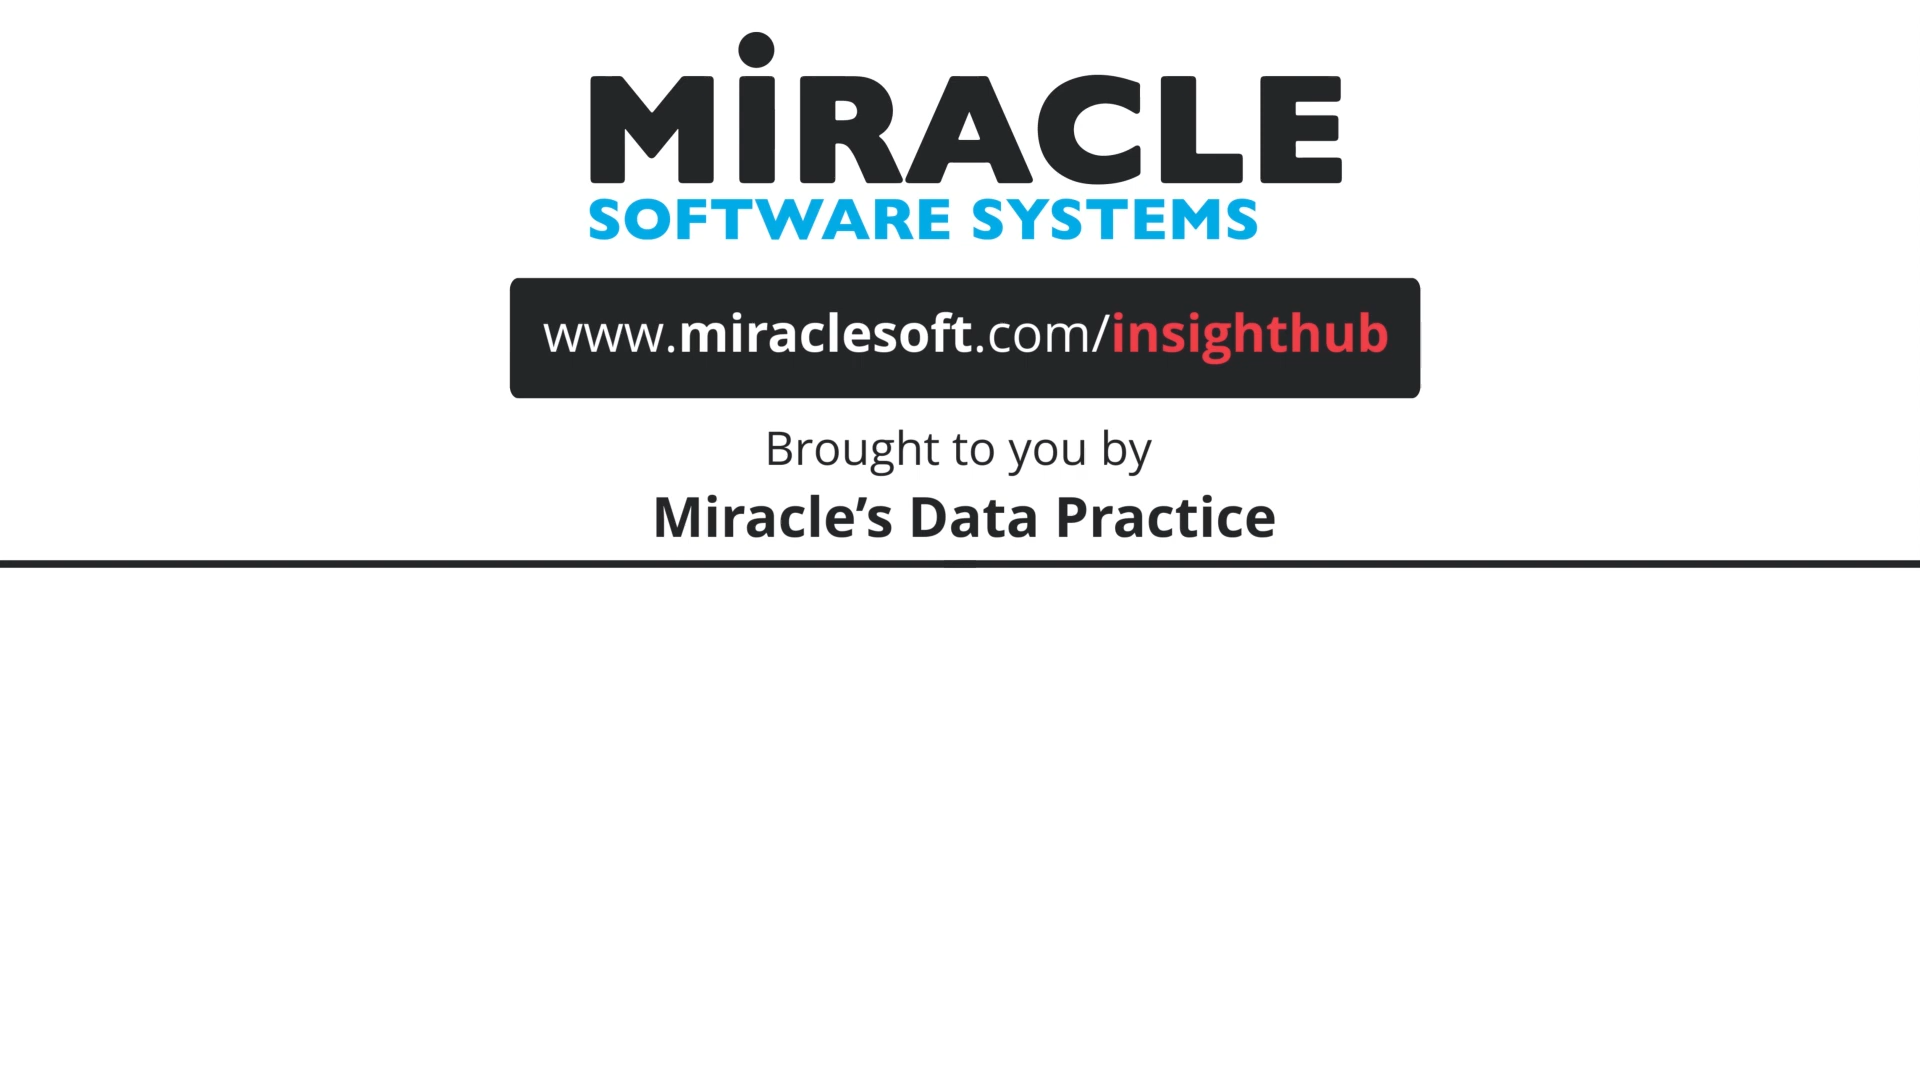 MiRACLE
SOFTWARE SYSTEMS
www.miraclesoft.com/insighthub
Brought to you by
Miracle’s Data Practice